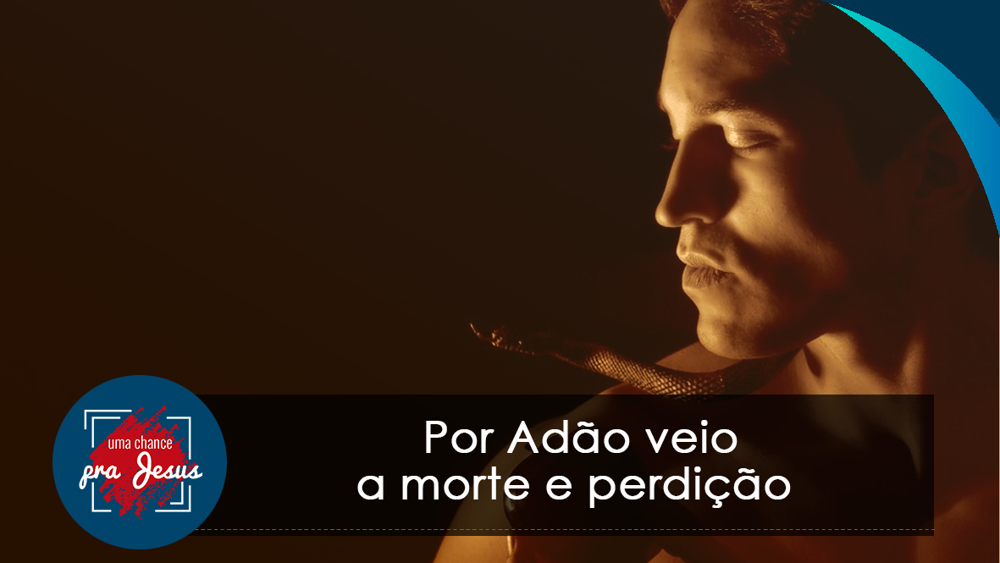 uma chance
pra Jesus
Por Adão veio
a morte e perdição